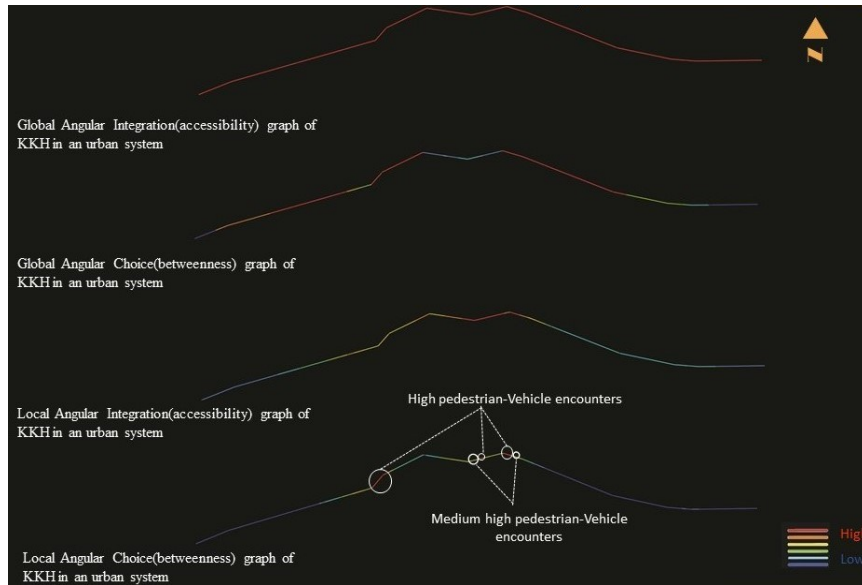 Global Angular Integration(accessibility) graph of
KKH in an urban system
Global Angular Choice(betweenness) graph of
KKH in an urban system
Local Angular Integration(accessibility) graph of
KKH in an urban system
High pedestrian-Vehicle encounters
Medium high pedestrian-Vehicle
encounters
Local Angular Choice(betweenness) graph of
KKH in an urban system
High
Low